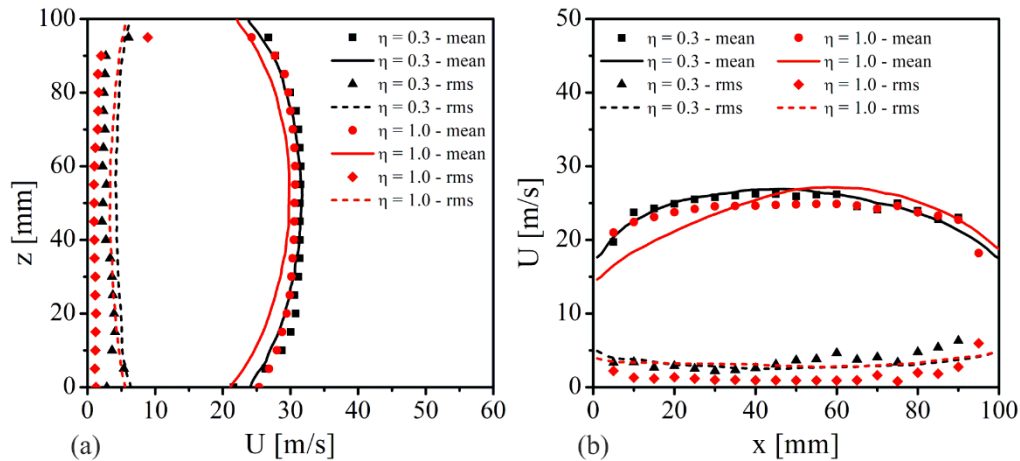 100
80
60
40
20
0
z [mm]
η = 0.3 - mean
η = 0.3 - mean
η = 0.3 - rms
η = 0.3 - rms
η = 1.0 - mean
η = 1.0 - mean
η = 1.0 - rms
η = 1.0 - rms
0 10 20 30 40 50 60
(a) U [m/s]
50
40
30
20
10
0
U [m/s]
η = 0.3 - mean η = 1.0 - mean
η = 0.3 - mean η = 1.0 - mean
η = 0.3 - rms η = 1.0 - rms
η = 0.3 - rms η = 1.0 - rms
0 20 40 60 80 100
(b) x [mm]